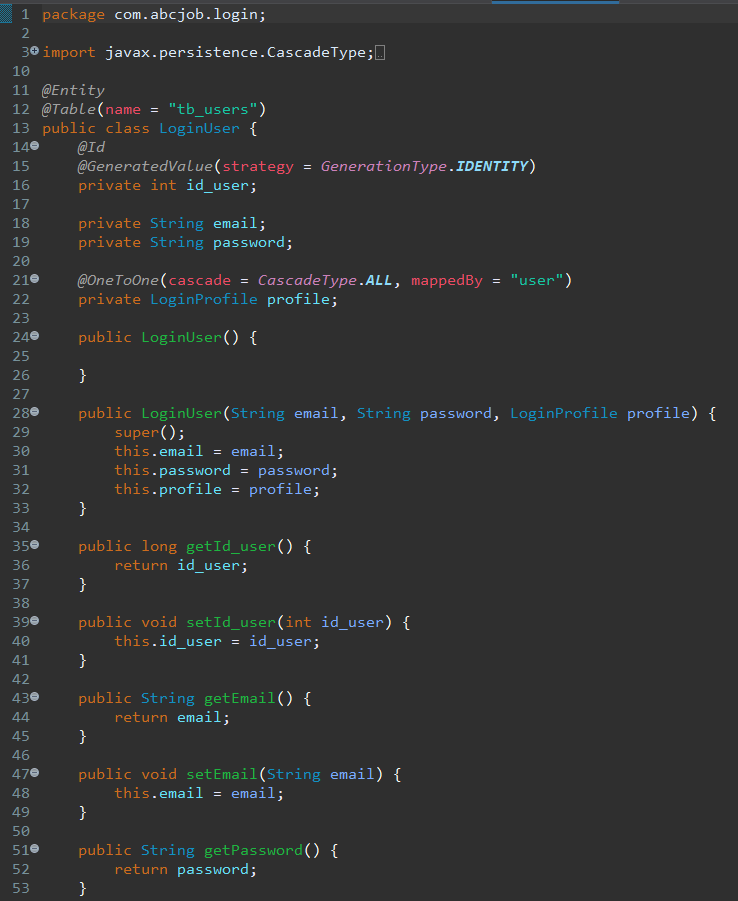 1 package com.abcjob.login;
2
3 import javax.persistence.CascadeType;
10
11 @Entity
12 @Table(name = "tb_users")
13 public class LoginUser {
14 @Id
15 @GeneratedValue(strategy = GenerationType.IDENTITY)
16 private int id_user;
17
18 private String email;
19 private String password;
20
21 @OneToOne(cascade = CascadeType.ALL, mappedBy = "user")
22 private LoginProfile profile;
23
24 public LoginUser() {
25
26 }
27
28 public LoginUser(String email, String password, LoginProfile profile) {
29 super();
30 this.email = email;
31 this.password = password;
32 this.profile = profile;
33 }
34
35 public long getId_user() {
36 return id_user;
37 }
38
39 public void setId_user(int id_user) {
40 this.id_user = id_user;
41 }
42
43 public String getEmail() {
44 return email;
45 }
46
47 public void setEmail(String email) {
48 this.email = email;
49 }
50
51 public String getPassword() {
52 return password;
53 }